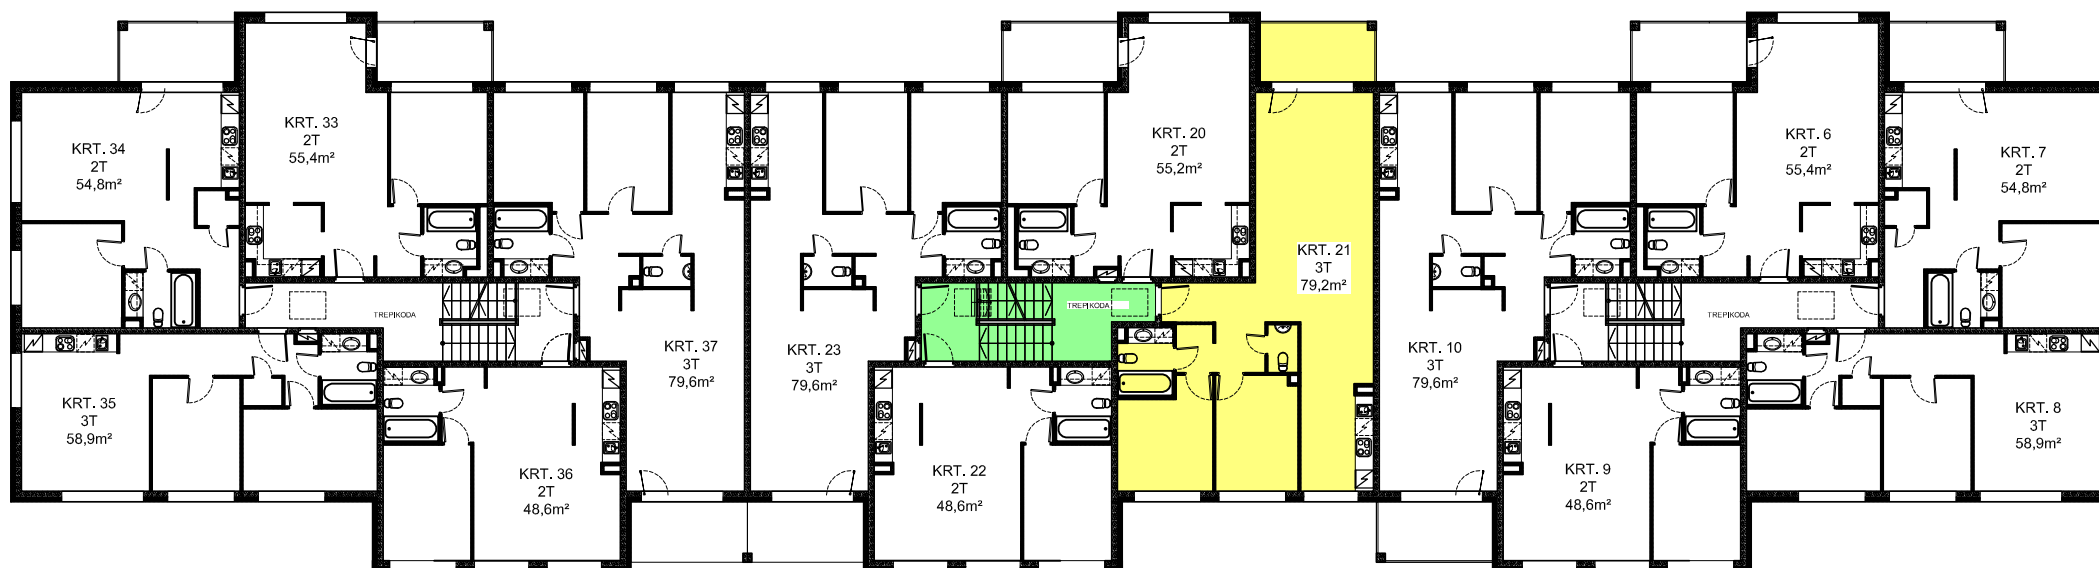 KRT. 34
2T
54,8m²
KRT. 33
2T
55,4m²
KRT. 20
2T
55,2m²
KRT. 6
2T
55,4m²
KRT. 7
2T
54,8m²
KRT. 21
3T
79,2m²
TREPIKODA
TREPIKODA
TREPIKODA
KRT. 35
3T
58,9m²
KRT. 37
3T
79,6m²
KRT. 23
3T
79,6m²
KRT. 10
3T
79,6m²
KRT. 8
3T
58,9m²
KRT. 36
2T
48,6m²
KRT. 22
2T
48,6m²
KRT. 9
2T
48,6m²